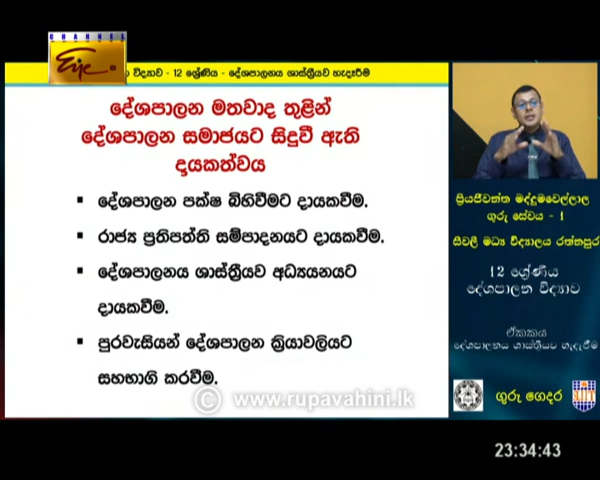 CHANNEL
Eye
විද්‍යාව - 12 ශ්‍රේණිය - දේශපාලනය ශාස්ත්‍රීයව හැදෑරීම
දේශපාලන මතවාද තුළින්
දේශපාලන සමාජයට සිදුවී ඇති
දායකත්වය
▪ දේශපාලන පක්ෂ බිහිවීමට දායකවීම.
▪ රාජ්‍ය ප්‍රතිපත්ති සම්පාදනයට දායකවීම.
▪ දේශපාලනය ශාස්ත්‍රීයව අධ්‍යයනයට
දායකවීම.
▪ පුරවැසියන් දේශපාලන ක්‍රියාවලියට
සහභාගි කරවීම.
© www.rupavahini.lk
ප්‍රියජීවන්ත මද්දුමවෙල්ලාල
ගුරු සේවය - 1
සීවලී මධ්‍ය විද්‍යාලය රත්නපුර
12 ශ්‍රේණිය
දේශපාලන විද්‍යාව
ඒකකය
දේශපාලනය ශාස්ත්‍රීයව හැදෑරීම
ගුරු ගෙදර
23:34:43